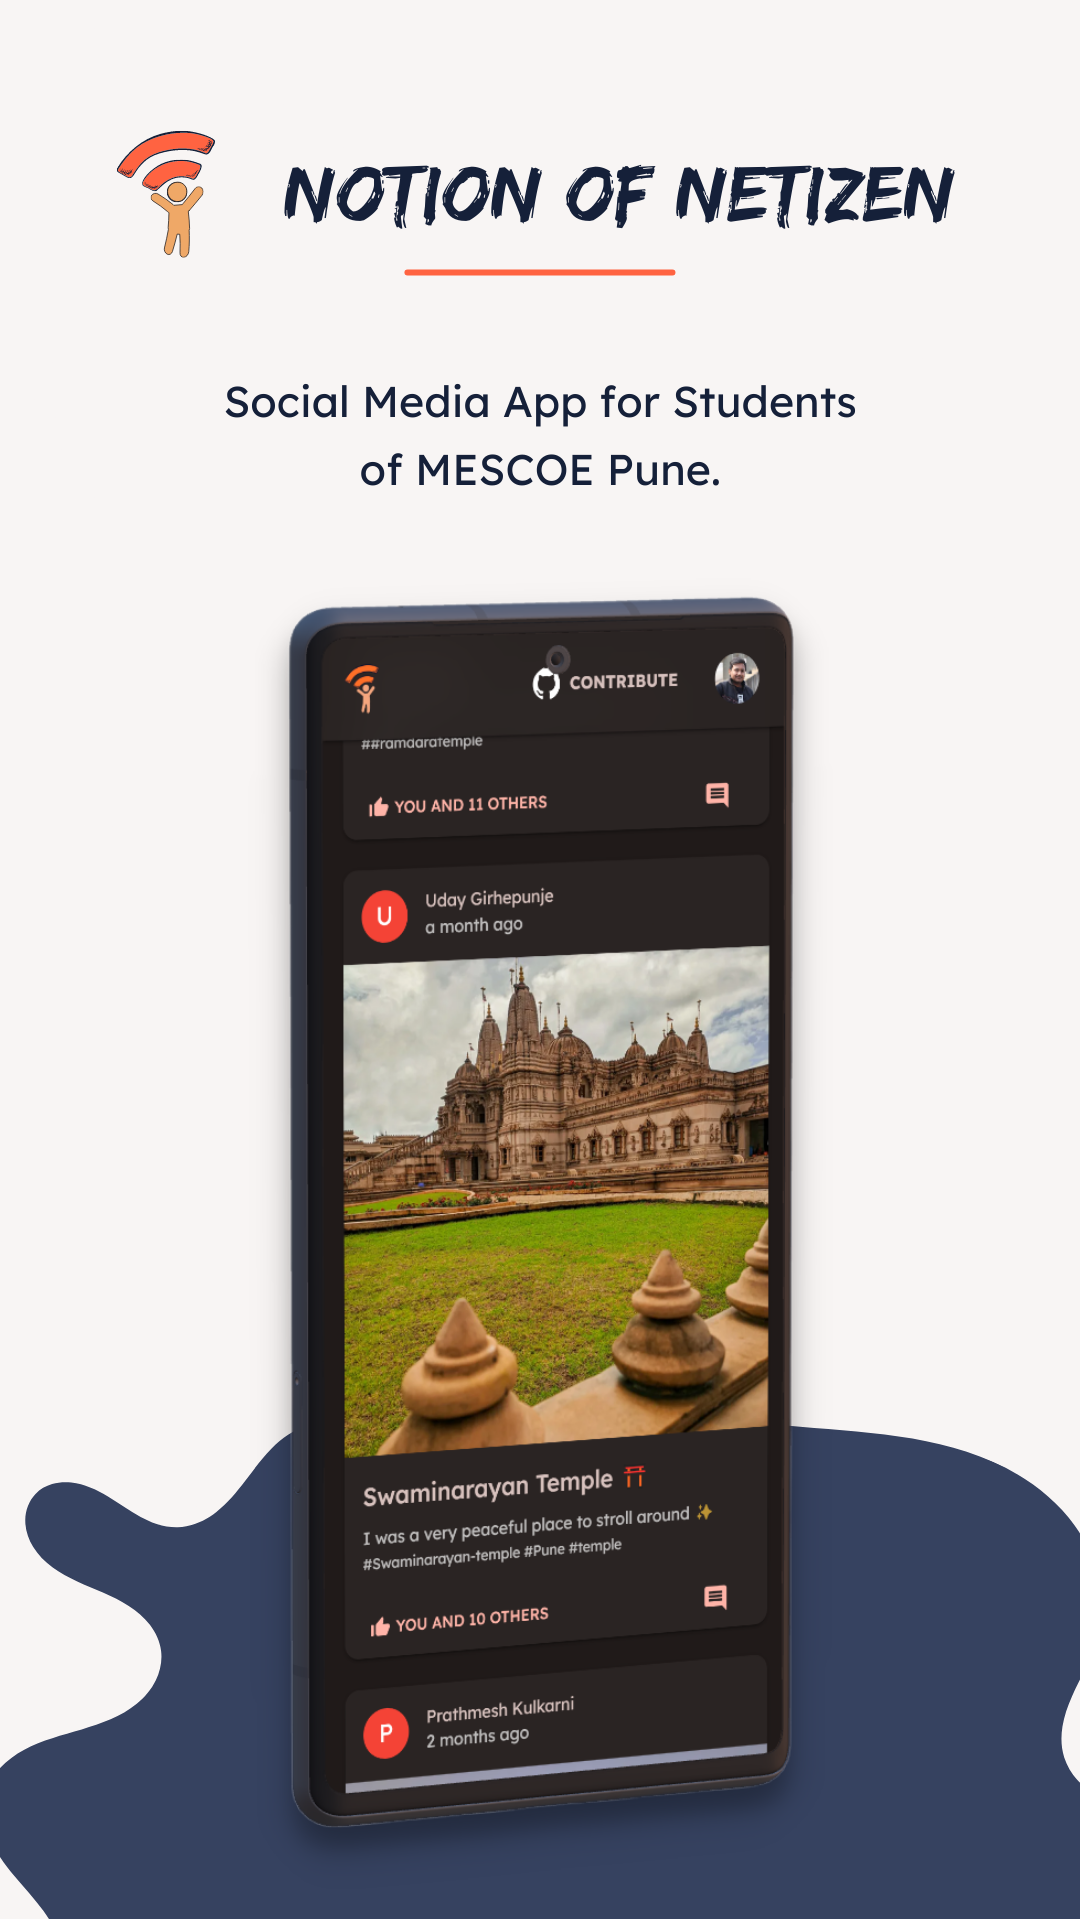 NOTION OF NETIZEN
Social Media App for Students
of MESCOE Pune.
CONTRIBUTE
##ramdaratemple
YOU AND 11 OTHERS
U
Uday Girhepunje
a month ago
Swaminarayan Temple ⛩
I was a very peaceful place to stroll around ✨
#Swaminarayan-temple #Pune #temple
YOU AND 10 OTHERS
P
Prathmesh Kulkarni
2 months ago